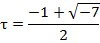 τ = (-1 + √-7) / 2